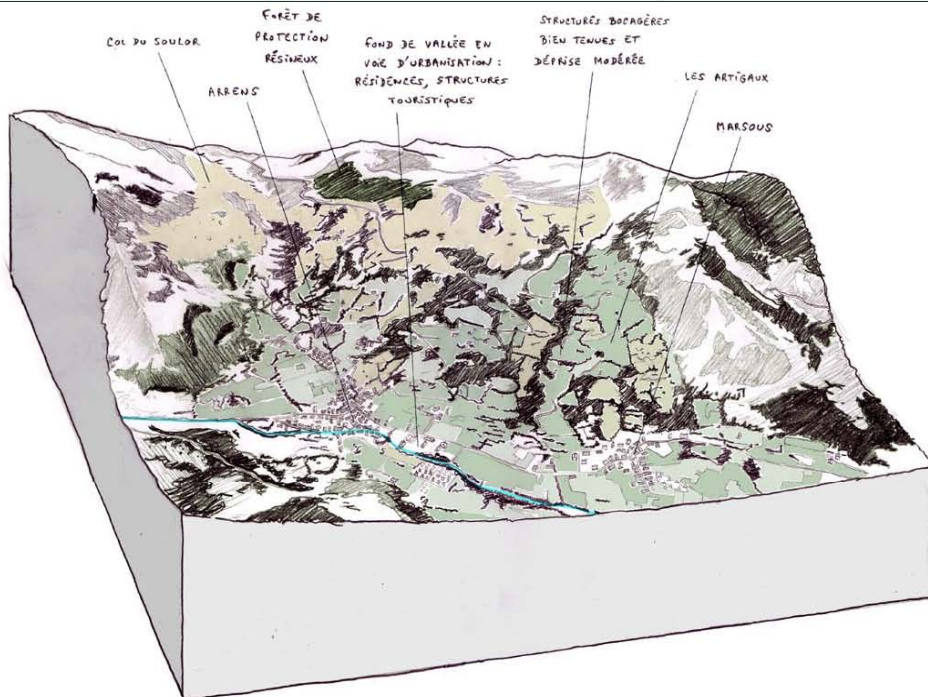 COL DU SOULOR
ARRENS
FORÊT DE
PROTECTION
RÉSINEUX
FOND DE VALLÉE EN
VOIE D'URBANISATION :
RÉSIDENCES, STRUCTURES
TOURISTIQUES
STRUCTURES BOCAGÈRES
BIEN TENUES ET
DÉPRISE MODÉRÉE
LES ARTIGAUX
MARSOUS